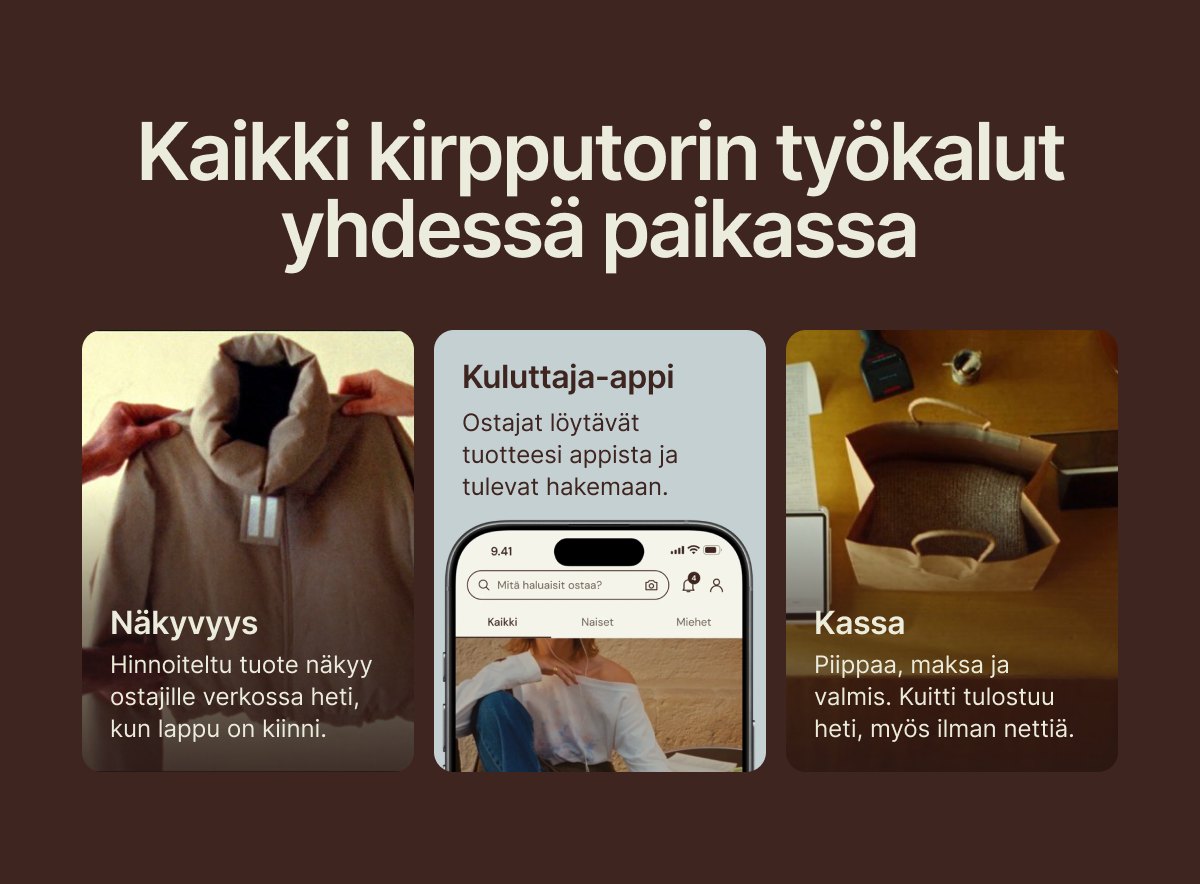 Kaikki kirpputorin työkalut
yhdessä paikassa
Näkyvyys
Hinnoiteltu tuote näkyy
ostajille verkossa heti,
kun lappu on kiinni.
Kuluttaja-appi
Ostajat löytävät
tuotteesi appista ja
tulevat hakemaan.
9.41
Mitä haluaisit ostaa?
4
Kaikki Naiset Miehet
Kassa
Piippaa, maksa ja
valmis. Kuitti tulostuu
heti, myös ilman nettiä.